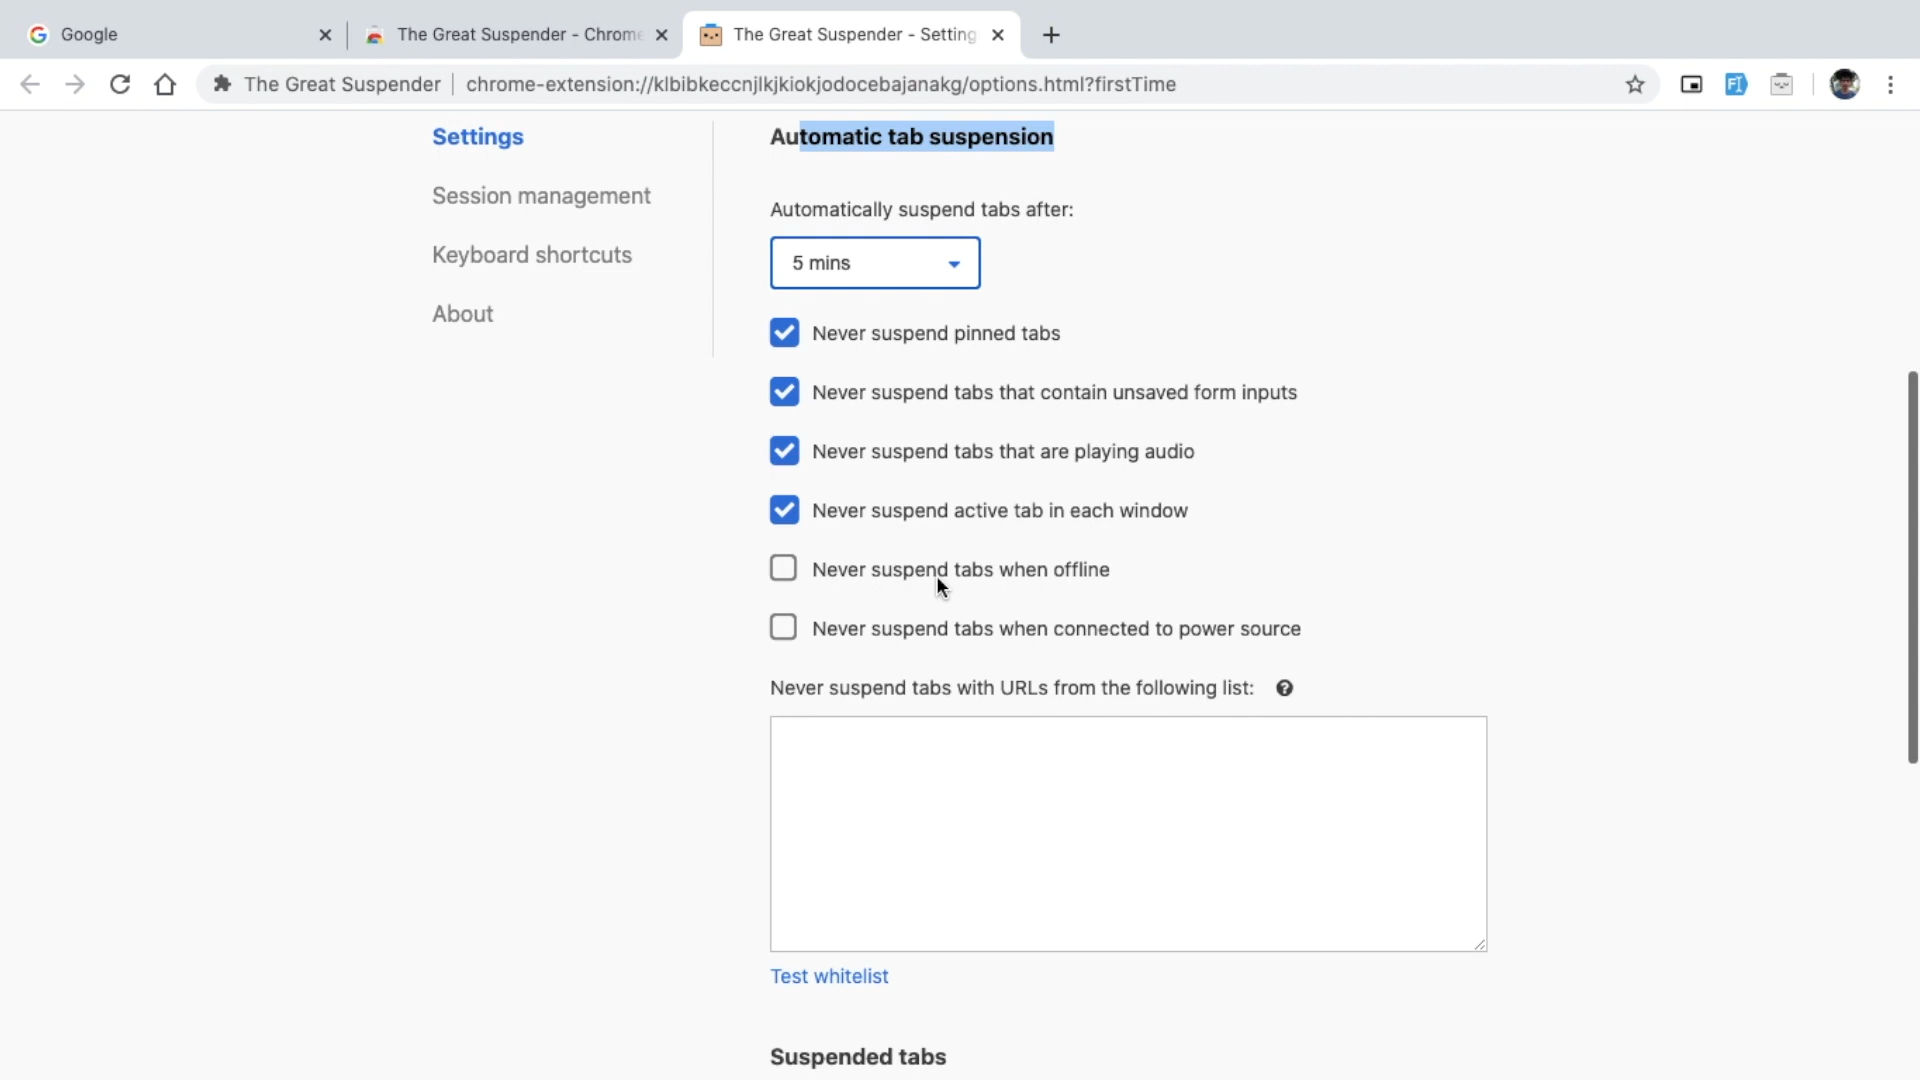 Google
The Great Suspender - Chrome
The Great Suspender - Setting
The Great Suspender
chrome-extension://klbibkeccnjlkjkiokjodocebajanakg/options.html?firstTime
Settings
Session management
Keyboard shortcuts
About
Automatic tab suspension
Automatically suspend tabs after:
5 mins
Never suspend pinned tabs
Never suspend tabs that contain unsaved form inputs
Never suspend tabs that are playing audio
Never suspend active tab in each window
Never suspend tabs when offline
Never suspend tabs when connected to power source
Never suspend tabs with URLs from the following list:
Test whitelist
Suspended tabs